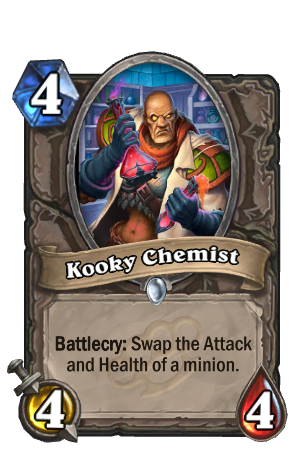 4
Kooky Chemist
Battlecry: Swap the Attack
and Health of a minion.
4
4